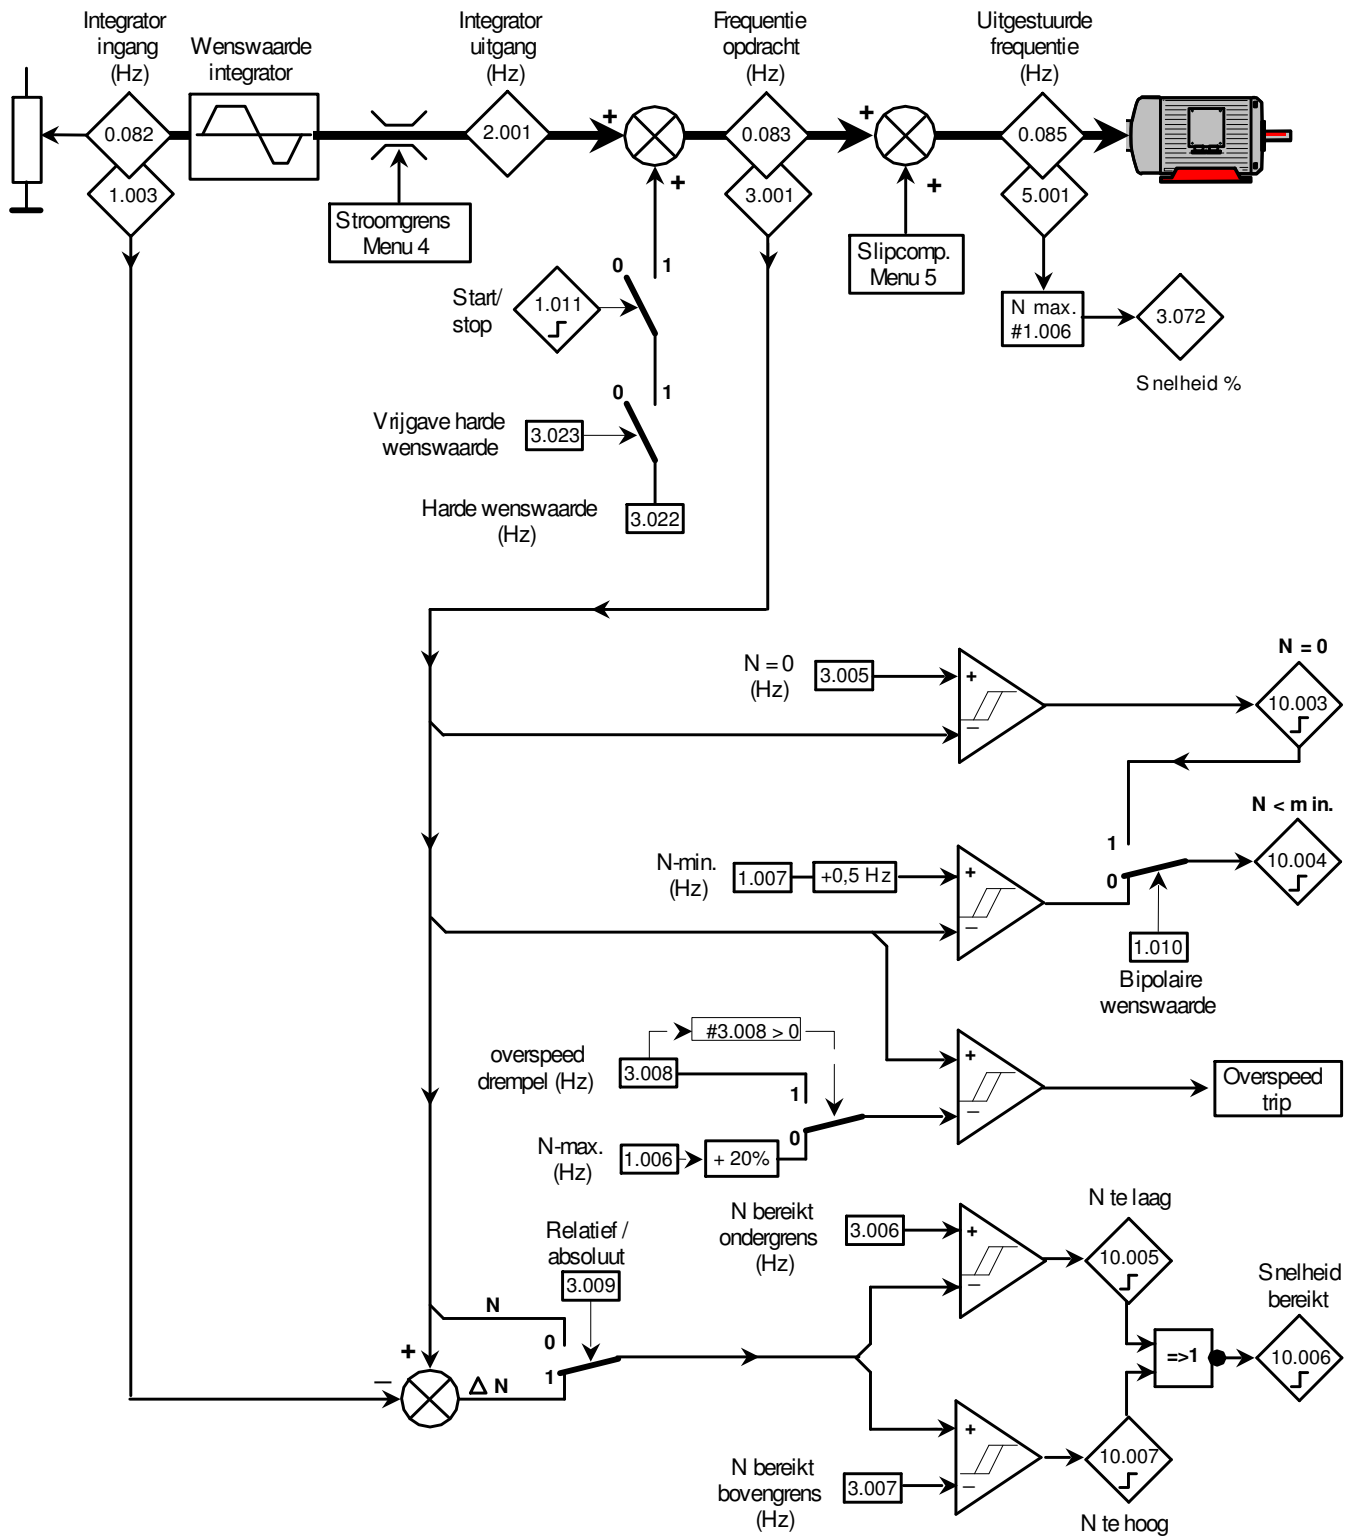 Integrator
ingang
(Hz)
Wenswaarde
integrator
Integrator
uitgang
(Hz)
Frequentie
opdracht
(Hz)
Uitgestuurde
frequentie
(Hz)
0.082
1.003
2.001
+
0.083
3.001
+
0.085
5.001
Stroomgrens
Menu 4
+
+
Slipcomp.
Menu 5
0
1
Start/
stop
1.011
N max.
#1.006
3.072
Snelheid %
0
1
Vrijgave harde
wenswaarde
3.023
Harde wenswaarde
(Hz)
3.022
N = 0
(Hz)
3.005
+
–
N = 0
10.003
N < min.
N-min.
(Hz)
1.007
+0,5 Hz
+
–
1
0
10.004
1.010
Bipolaire
wenswaarde
#3.008 > 0
overspeed
drempel (Hz)
3.008
1
0
+
–
Overspeed
trip
N-max.
(Hz)
1.006
+ 20%
N bereikt
ondergrens
(Hz)
3.006
+
–
N te laag
10.005
Relatief /
absoluut
3.009
N
0
1
+
–
Δ N
=>1
Snelheid
bereikt
10.006
N bereikt
bovengrens
(Hz)
3.007
+
–
10.007
N te hoog